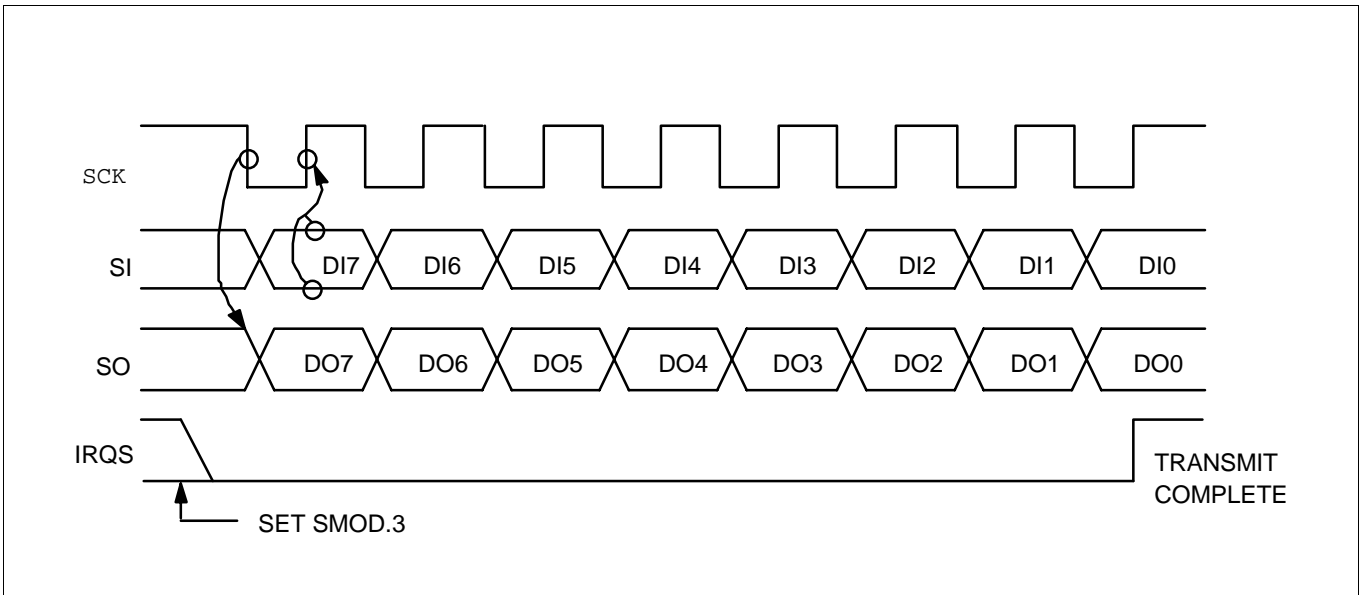 SCK
SI
DI7 DI6 DI5 DI4 DI3 DI2 DI1 DI0
SO
DO7 DO6 DO5 DO4 DO3 DO2 DO1 DO0
IRQS
TRANSMIT
COMPLETE
SET SMOD.3